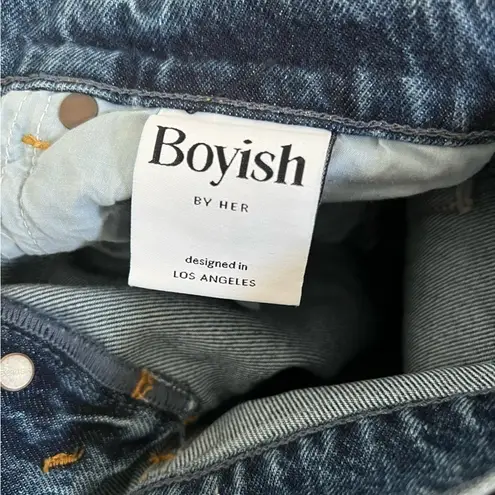 Boyish
BY HER
designed in
LOS ANGELES